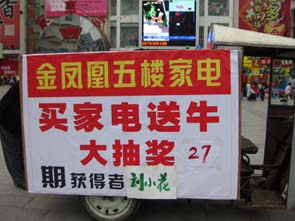 金凤凰五楼家电
买家电送牛
大抽奖 27
期 获得者 刘小花